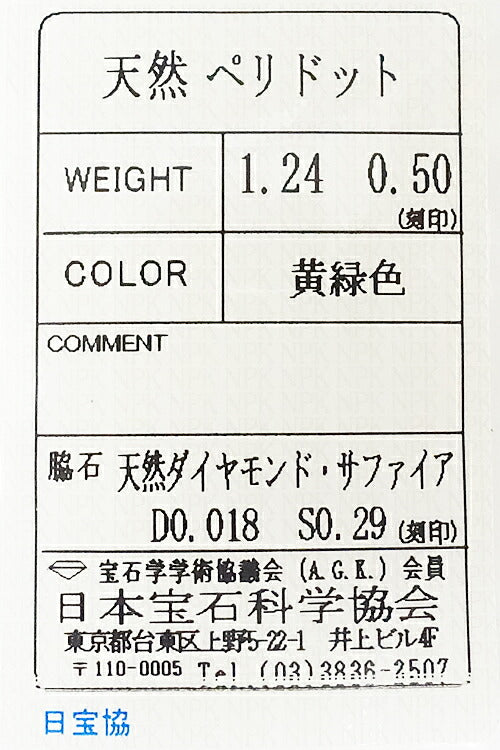 天然 ペリドット
WEIGHT 1.24 0.50
(刻印)
COLOR 黄緑色
COMMENT
脇石 天然ダイヤモンド・サファイア
D0.018 S0.29 (刻印)
宝石学学術協議会 (A.G.K.) 会員
日本宝石科学協会
東京都台東区上野5-22-1 井上ビル4F
〒110-0005 Tel (03)3836-2507
日宝協